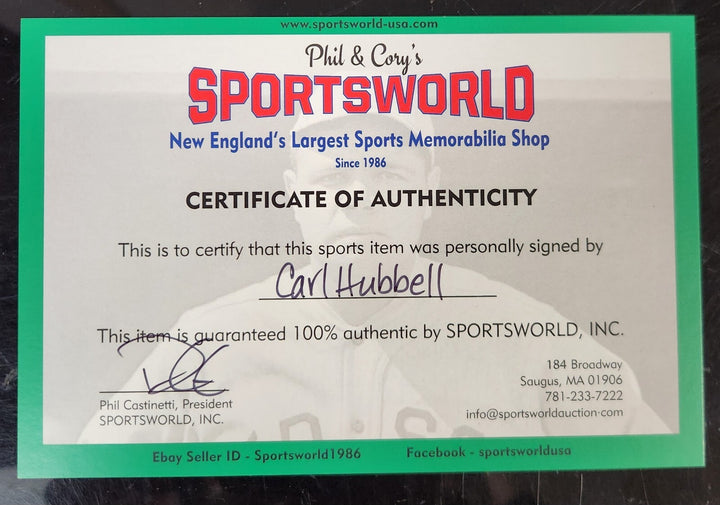 www.sportsworld-usa.com
Phil & Cory's
SPORTSWORLD
New England's Largest Sports Memorabilia Shop
Since 1986
CERTIFICATE OF AUTHENTICITY
This is to certify that this sports item was personally signed by
Carl Hubbell
This item is guaranteed 100% authentic by SPORTSWORLD, INC.
184 Broadway
Saugus, MA 01906
781-233-7222
info@sportsworldauction.com
Phil Castinetti, President
SPORTSWORLD, INC.
Ebay Seller ID - Sportsworld1986
Facebook - sportsworldusa